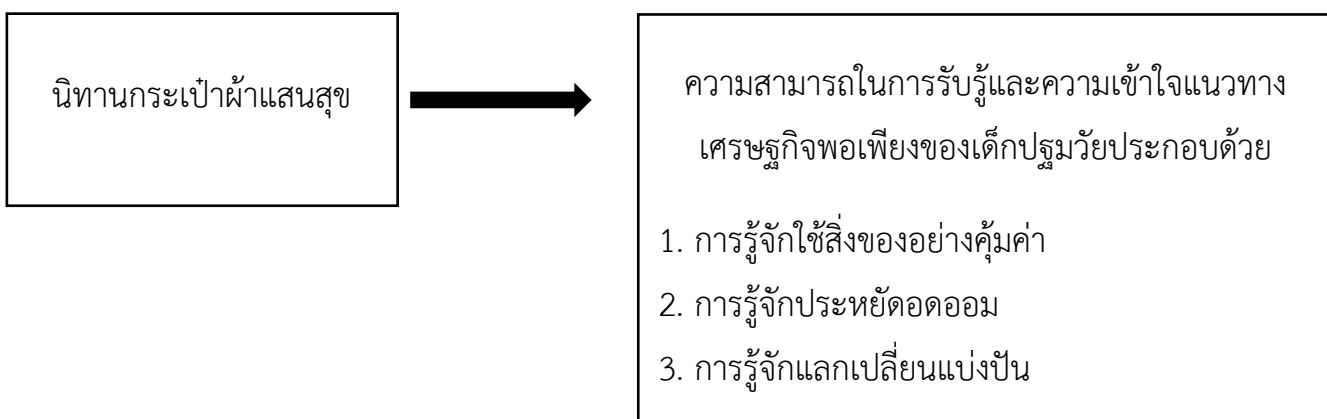 นิทานกระเป๋าผ้าแสนสุข
ความสามารถในการรับรู้และความเข้าใจแนวทาง
เศรษฐกิจพอเพียงของเด็กปฐมวัยประกอบด้วย
1. การรู้จักใช้สิ่งของอย่างคุ้มค่า
2. การรู้จักประหยัดอดออม
3. การรู้จักแลกเปลี่ยนแบ่งปัน